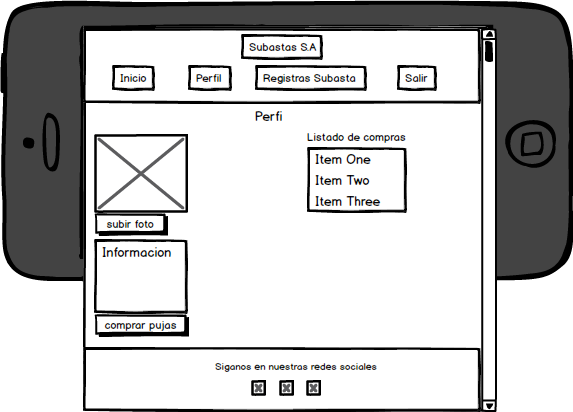 Subastas S.A
Inicio
Perfil
Registras Subasta
Salir
Perfi
Listado de compras
Item One
Item Two
Item Three
subir foto
Informacion
comprar pujas
Siganos en nuestras redes sociales